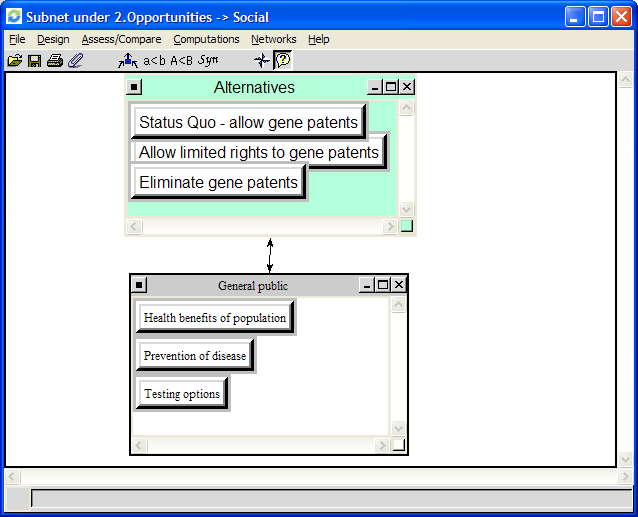 Subnet under 2.Opportunities -> Social
File Design Assess/Compare Computations Networks Help
a<b A<B Syn
Alternatives
Status Quo - allow gene patents
Allow limited rights to gene patents
Eliminate gene patents
General public
Health benefits of population
Prevention of disease
Testing options